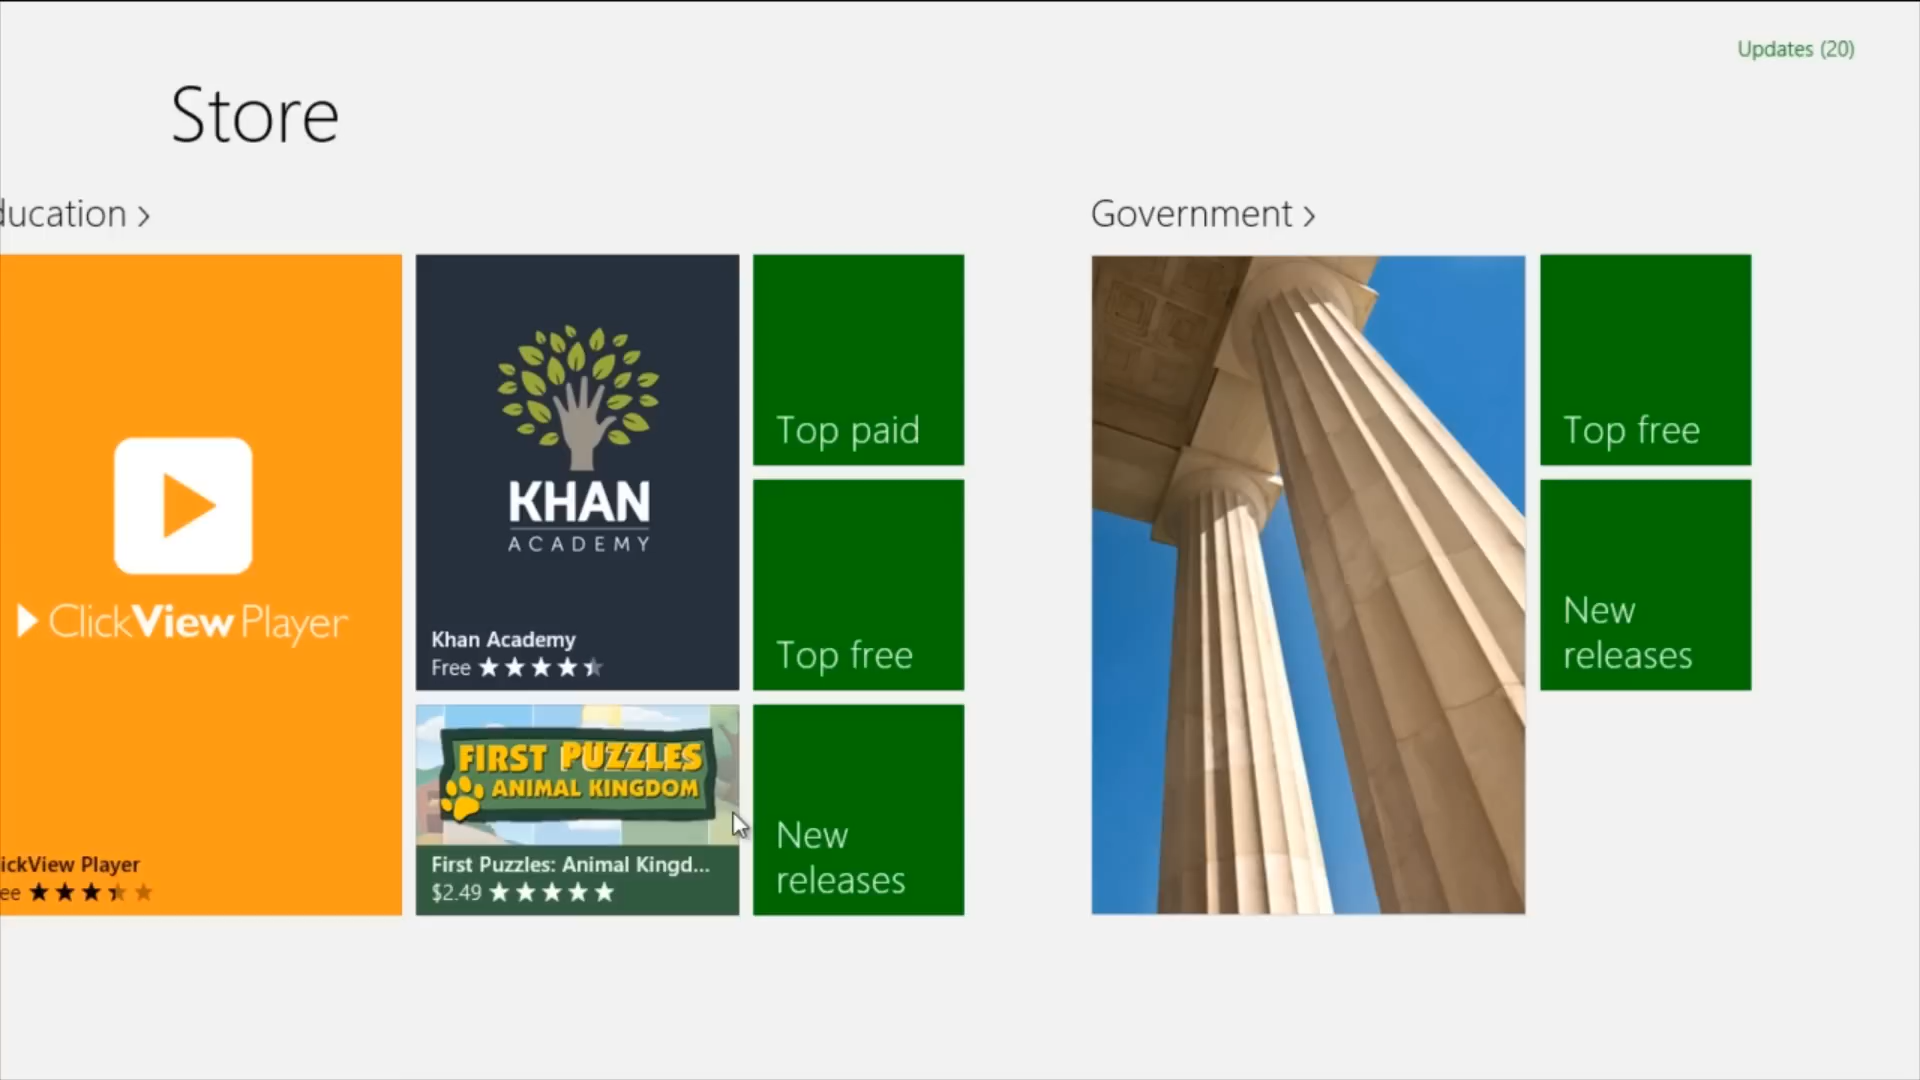 Updates (20)
Store
ducation >
Government >
ClickView Player
ickView Player
ee
KHAN
ACADEMY
Khan Academy
Free
FIRST PUZZLES
ANIMAL KINGDOM
First Puzzles: Animal Kingd...
$2.49
Top paid
Top free
New
releases
Top free
New
releases